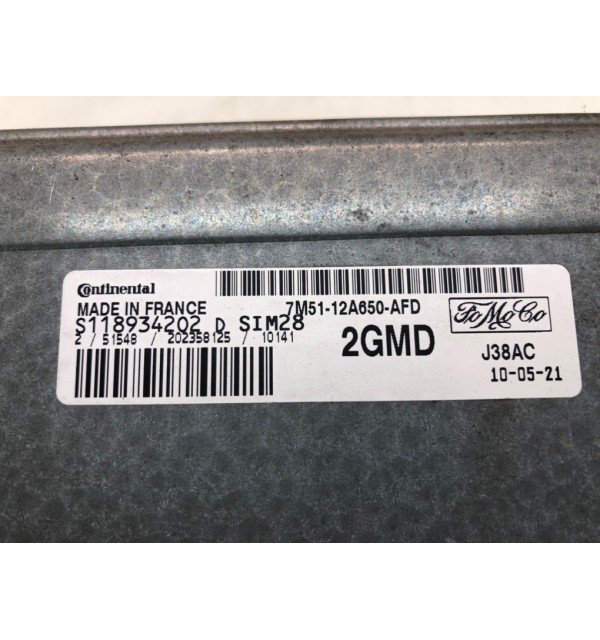 Continental
MADE IN FRANCE
7M51-12A650-AFD
S118934202 D SIM28
2 / 51548 / 202358125 / 10141
2GMD
FoMoCo
J38AC
10-05-21